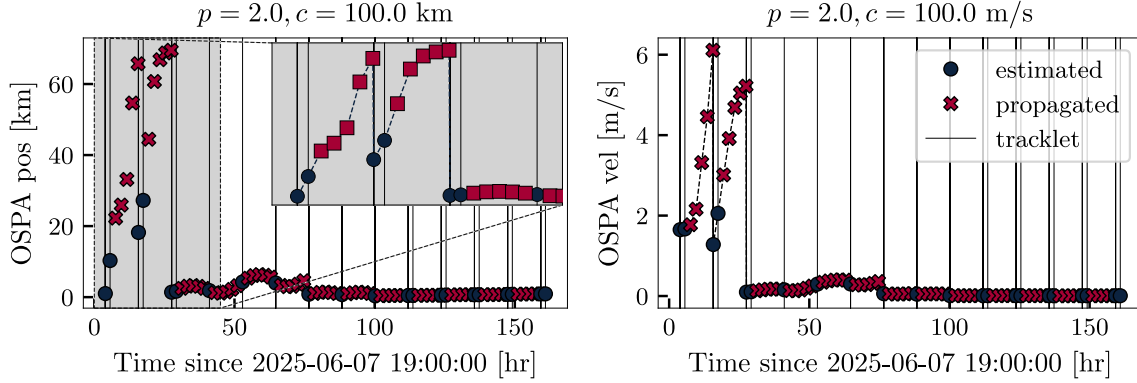 p = 2.0, c = 100.0 km
OSPA pos [km]
60
40
20
0
0
50
100
150
Time since 2025-06-07 19:00:00 [hr]
p = 2.0, c = 100.0 m/s
OSPA vel [m/s]
6
4
2
0
0
50
100
150
estimated
propagated
tracklet
Time since 2025-06-07 19:00:00 [hr]